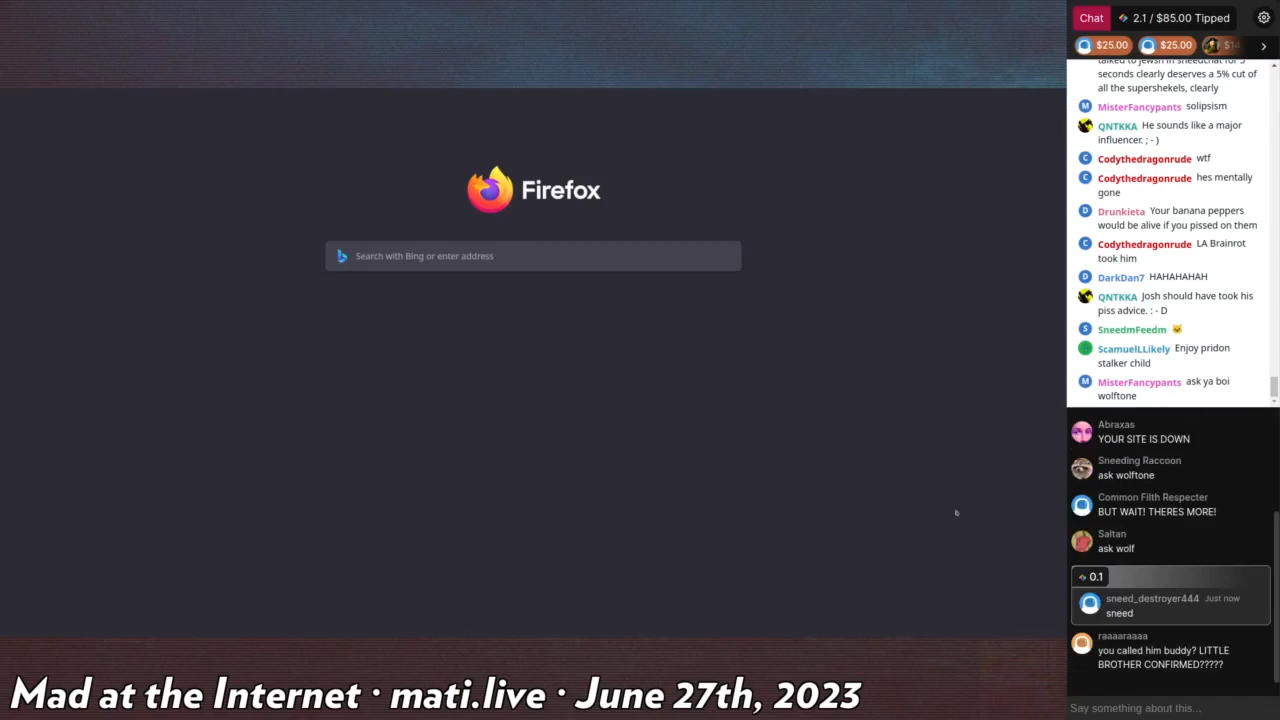 Chat
2.1 / $85.00 Tipped
$25.00
$25.00
seconds clearly deserves a 5% cut of
all the supershekels, clearly
MisterFancypants solipsism
QNTKKA He sounds like a major
influencer. ; - )
Codythedragonrude wtf
Codythedragonrude hes mentally
gone
Drunkieta Your banana peppers
would be alive if you pissed on them
Codythedragonrude LA Brainrot
took him
DarkDan7 HAHAHAHAH
QNTKKA Josh should have took his
piss advice. : - D
SneedmFeedm
ScamuelLLikely Enjoy pridon
stalker child
MisterFancypants ask ya boi
wolftone
Abraxas
YOUR SITE IS DOWN
Sneeding Raccoon
ask wolftone
Common Filth Respecter
BUT WAIT! THERES MORE!
Saltan
ask wolf
0.1
sneed_destroyer444 Just now
sneed
raaaaraaaa
you called him buddy? LITTLE
BROTHER CONFIRMED?????
Say something about this...
Firefox
Search with Bing or enter address
Mad at the Internet · mati.live · June 27th, 2023